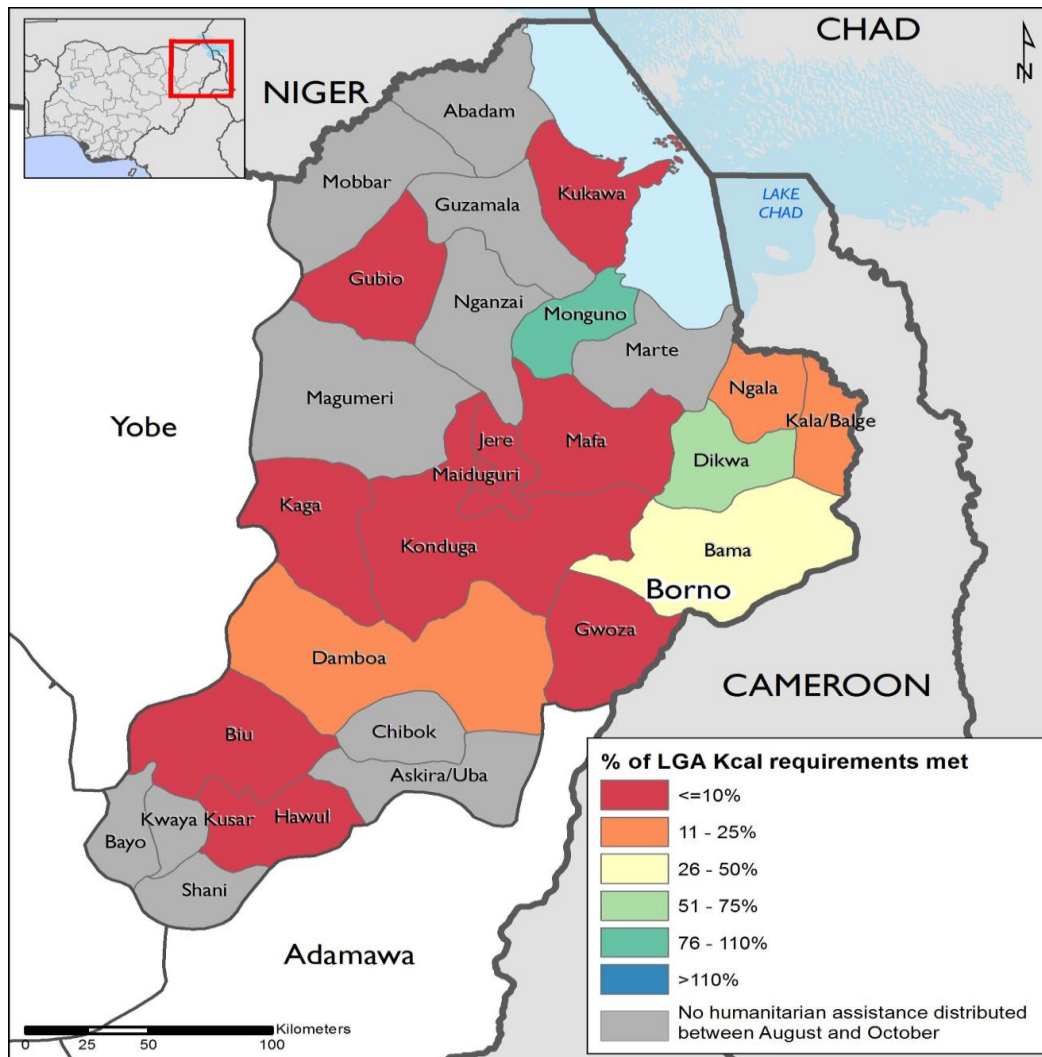 CHAD
NIGER
Abadam
Mobbar
Kukawa
Guzamala
LAKE
CHAD
Gubio
Nganzai
Monguno
Marte
Magumeri
Ngala
Yobe
Kala/Balge
Jere
Mafa
Dikwa
Maiduguri
Kaga
Konduga
Bama
Borno
Gwoza
Damboa
CAMEROON
Chibok
Biu
Askira/Uba
Kwaya Kusar
Hawul
Bayo
Shani
Adamawa
% of LGA Kcal requirements met
<=10%
11 - 25%
26 - 50%
51 - 75%
76 - 110%
>110%
No humanitarian assistance distributed
between August and October
Kilometers
0 25 50 100
N